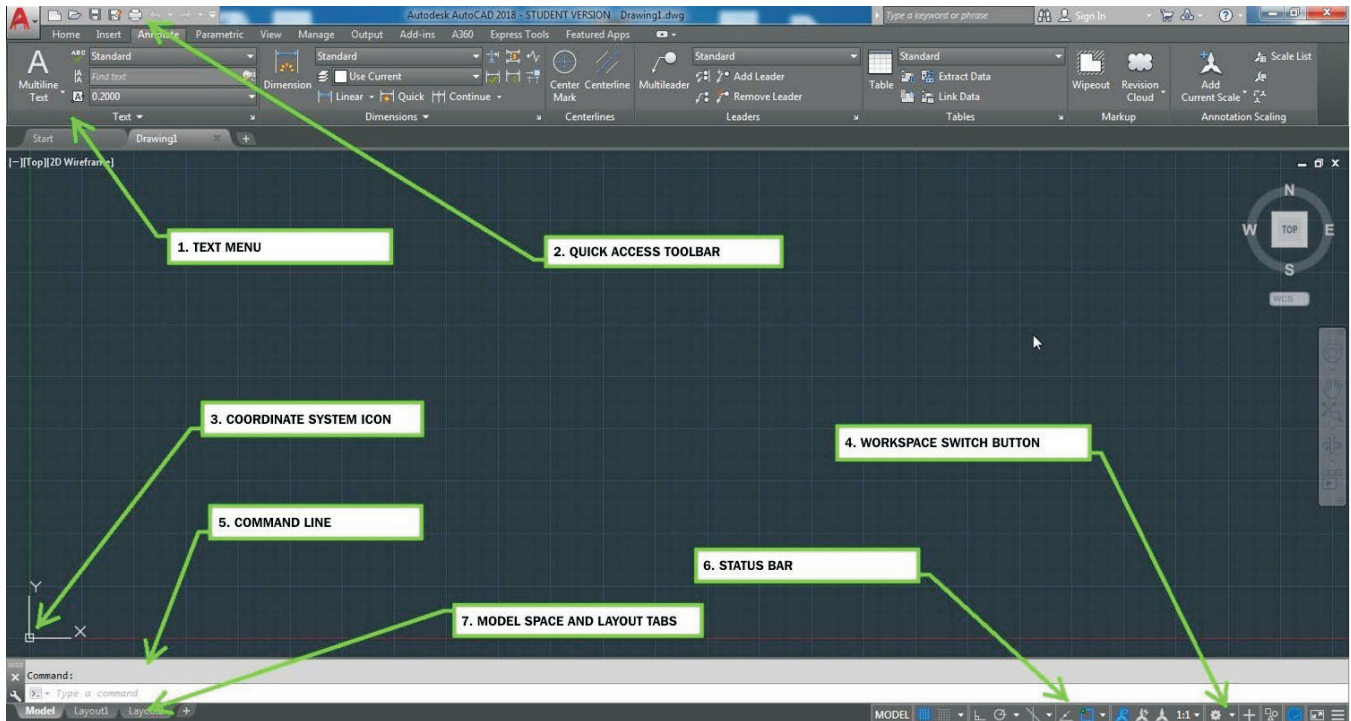 A
Autodesk AutoCAD 2018 - STUDENT VERSION Drawing1.dwg
Type a keyword or phrase
Sign In
?
Home Insert Annotate Parametric View Manage Output Add-ins A360 Express Tools Featured Apps
A
Multiline
Text
ABC Standard
Find text
0.2000
Text
Dimension
Standard
Use Current
Linear Quick Continue
Dimensions
Center
Mark
Centerline
Centerlines
Multileader
Standard
Add Leader
Remove Leader
Leaders
Table
Standard
Extract Data
Link Data
Tables
Wipeout
Revision
Cloud
Markup
Add
Current Scale
Scale List
Annotation Scaling
Start Drawing1 +
[−][Top][2D Wireframe]
N
W TOP E
S
WCS
1. TEXT MENU
2. QUICK ACCESS TOOLBAR
3. COORDINATE SYSTEM ICON
4. WORKSPACE SWITCH BUTTON
5. COMMAND LINE
6. STATUS BAR
7. MODEL SPACE AND LAYOUT TABS
Y
X
Command:
Type a command
Model Layout1 Layout2 +
MODEL 1:1